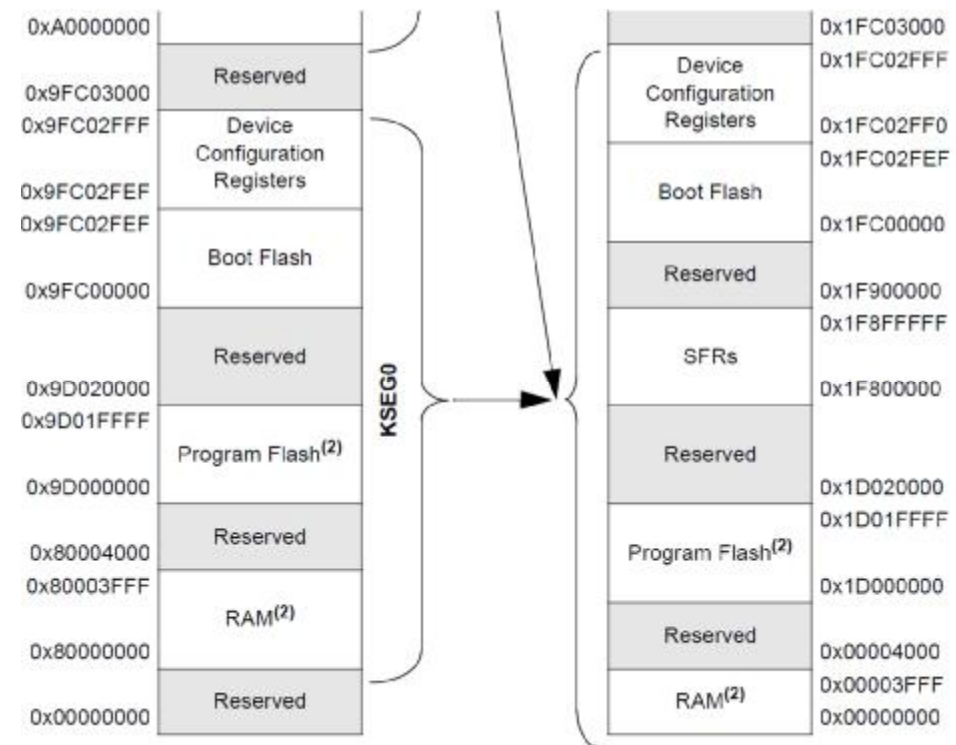 0xA0000000
Reserved
0x9FC03000
0x9FC02FFF
Device
Configuration
Registers
0x9FC02FEF
0x9FC02FEF
Boot Flash
0x9FC00000
Reserved
0x9D020000
0x9D01FFFF
Program Flash(2)
0x9D000000
Reserved
0x80004000
0x80003FFF
RAM(2)
0x80000000
Reserved
0x00000000
KSEG0
0x1FC03000
0x1FC02FFF
Device
Configuration
Registers
0x1FC02FF0
0x1FC02FEF
Boot Flash
0x1FC00000
Reserved
0x1F900000
0x1F8FFFFF
SFRs
0x1F800000
Reserved
0x1D020000
0x1D01FFFF
Program Flash(2)
0x1D000000
Reserved
0x00004000
0x00003FFF
RAM(2)
0x00000000